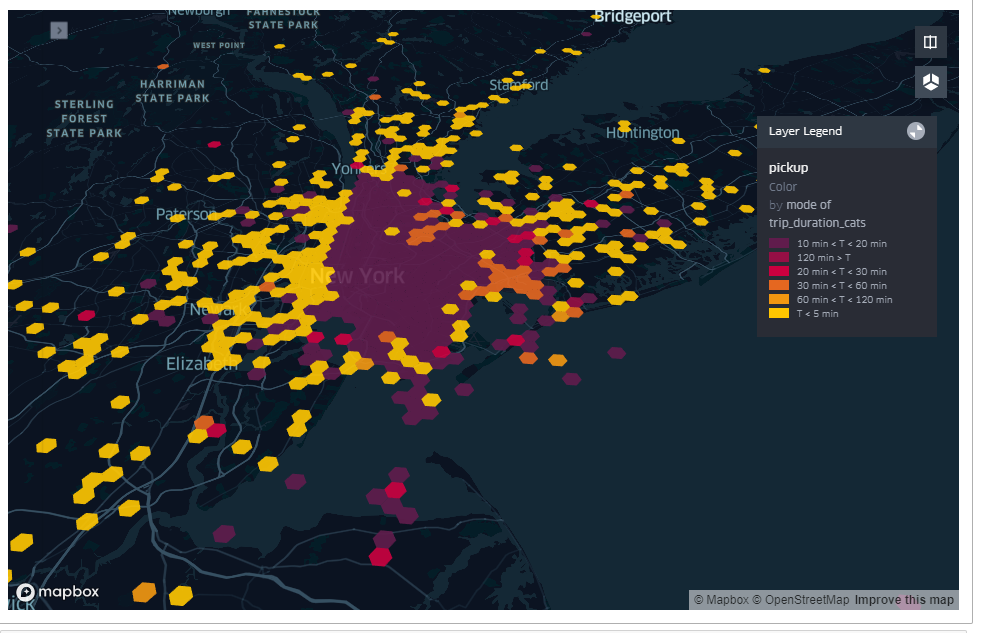 Newburgh
FAHNESTOCK
STATE PARK
Bridgeport
WEST POINT
HARRIMAN
STATE PARK
Stamford
STERLING
FOREST
STATE PARK
Huntington
Layer Legend
Yonkers
pickup
Color
by mode of
trip_duration_cats
Paterson
10 min < T < 20 min
120 min > T
20 min < T < 30 min
30 min < T < 60 min
60 min < T < 120 min
T < 5 min
New York
Newark
Elizabeth
mapbox
© Mapbox © OpenStreetMap Improve this map